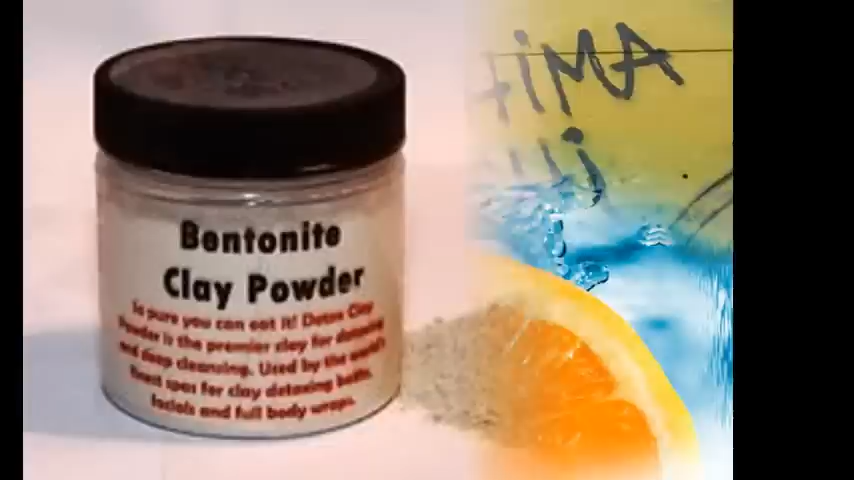 Bentonite
Clay Powder
So pure you can eat it! Detox Clay
Powder is the premier clay for detoxing
and deep cleansing. Used by the world's
finest spas for clay detoxing baths,
facials and full body wraps.